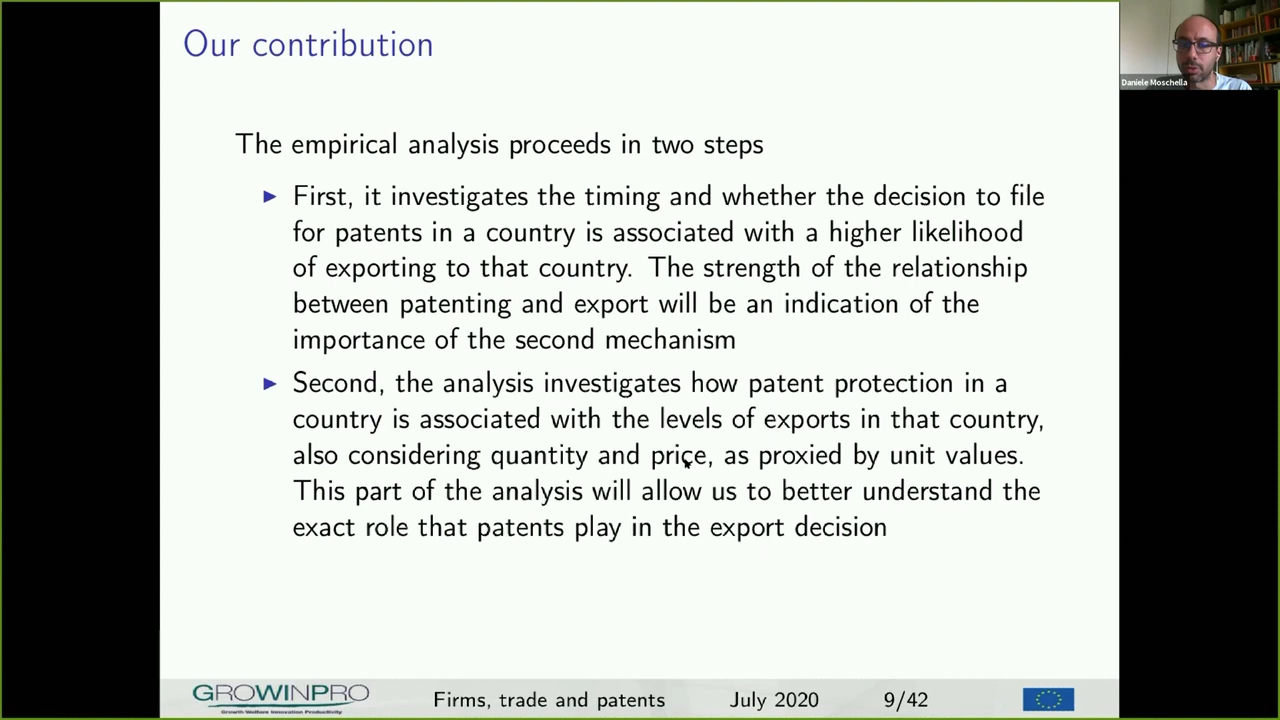 Our contribution
Daniele Moschella
The empirical analysis proceeds in two steps
First, it investigates the timing and whether the decision to file
for patents in a country is associated with a higher likelihood
of exporting to that country. The strength of the relationship
between patenting and export will be an indication of the
importance of the second mechanism
Second, the analysis investigates how patent protection in a
country is associated with the levels of exports in that country,
also considering quantity and price, as proxied by unit values.
This part of the analysis will allow us to better understand the
exact role that patents play in the export decision
GROWINPRO
Growth Welfare Innovation Productivity
Firms, trade and patents July 2020 9/42